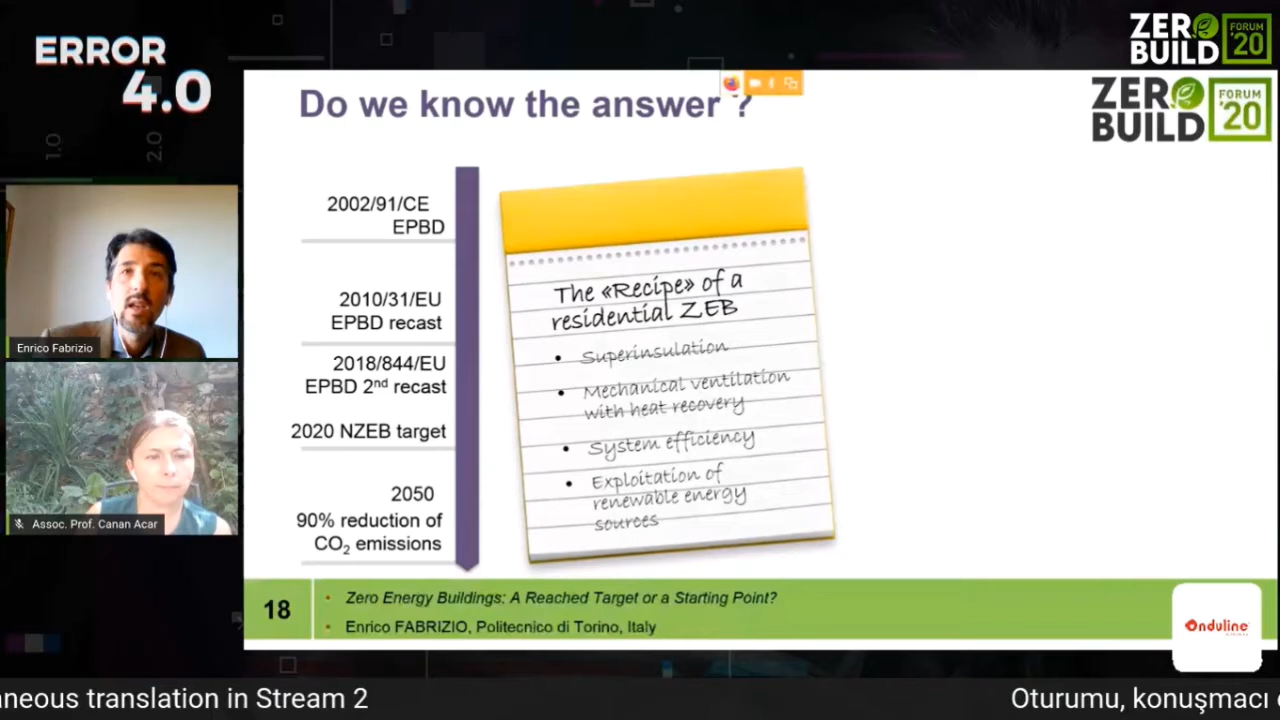 ERROR
4.0
1.0
2.0
ZERO
BUILD
FORUM
'20
ZERO
BUILD
FORUM
'20
Do we know the answer ?
2002/91/CE
EPBD
2010/31/EU
EPBD recast
2018/844/EU
EPBD 2nd recast
2020 NZEB target
2050
90% reduction of
CO2 emissions
The «Recipe» of a
residential ZEB
• Superinsulation
• Mechanical ventilation
with heat recovery
• System efficiency
• Exploitation of
renewable energy
sources
Enrico Fabrizio
Assoc. Prof. Canan Acar
18
• Zero Energy Buildings: A Reached Target or a Starting Point?
• Enrico FABRIZIO, Politecnico di Torino, Italy
Onduline
aneous translation in Stream 2
Oturumu, konuşmacı